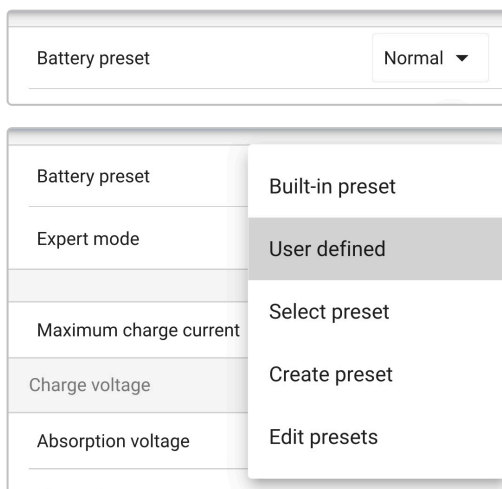 Battery preset Normal
Battery preset
Built-in preset
Expert mode
User defined
Select preset
Maximum charge current
Create preset
Charge voltage
Edit presets
Absorption voltage